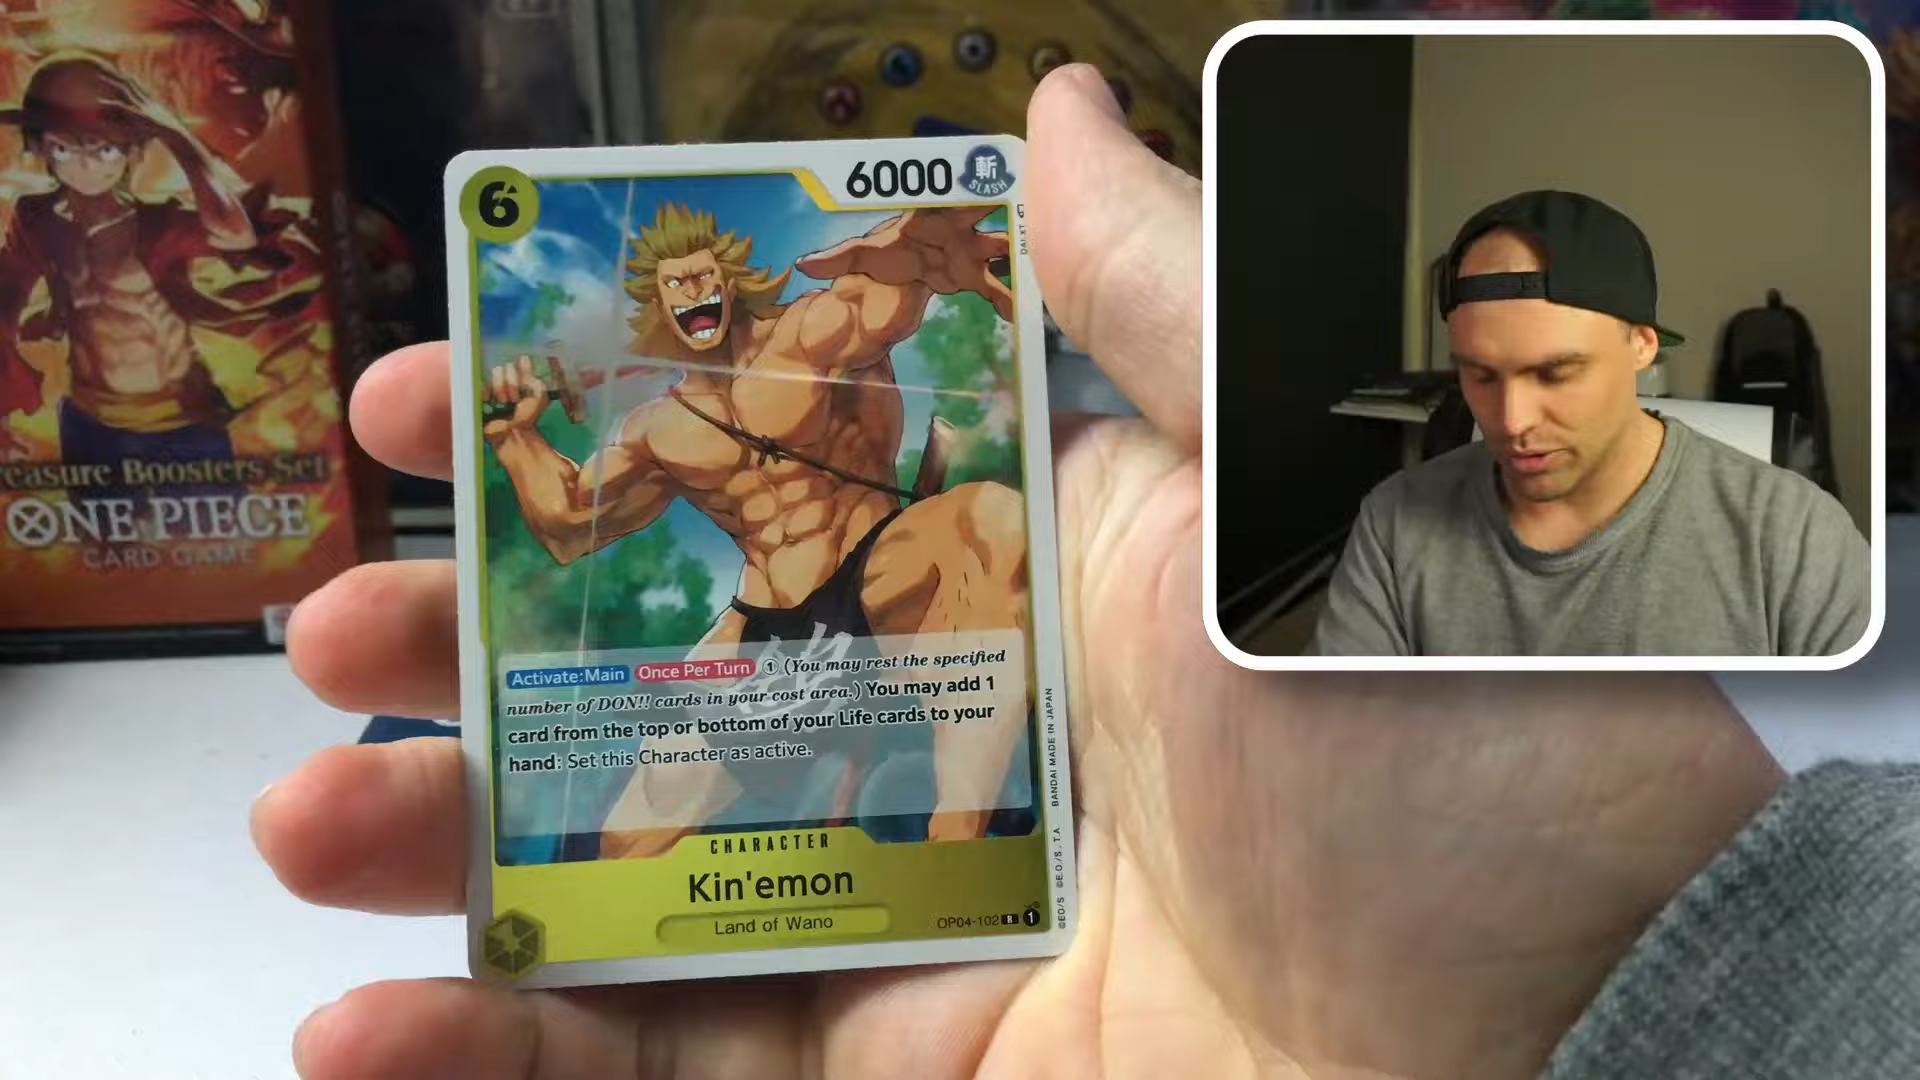 reasure Boosters Set
ONE PIECE
CARD GAME
6
6000
斬
SLASH
Activate:Main Once Per Turn ① (You may rest the specified
number of DON!! cards in your cost area.) You may add 1
card from the top or bottom of your Life cards to your
hand: Set this Character as active.
CHARACTER
Kin'emon
Land of Wano
OP04-102 R 1
©EO/S ©E.O./S., T.A. BANDAI MADE IN JAPAN